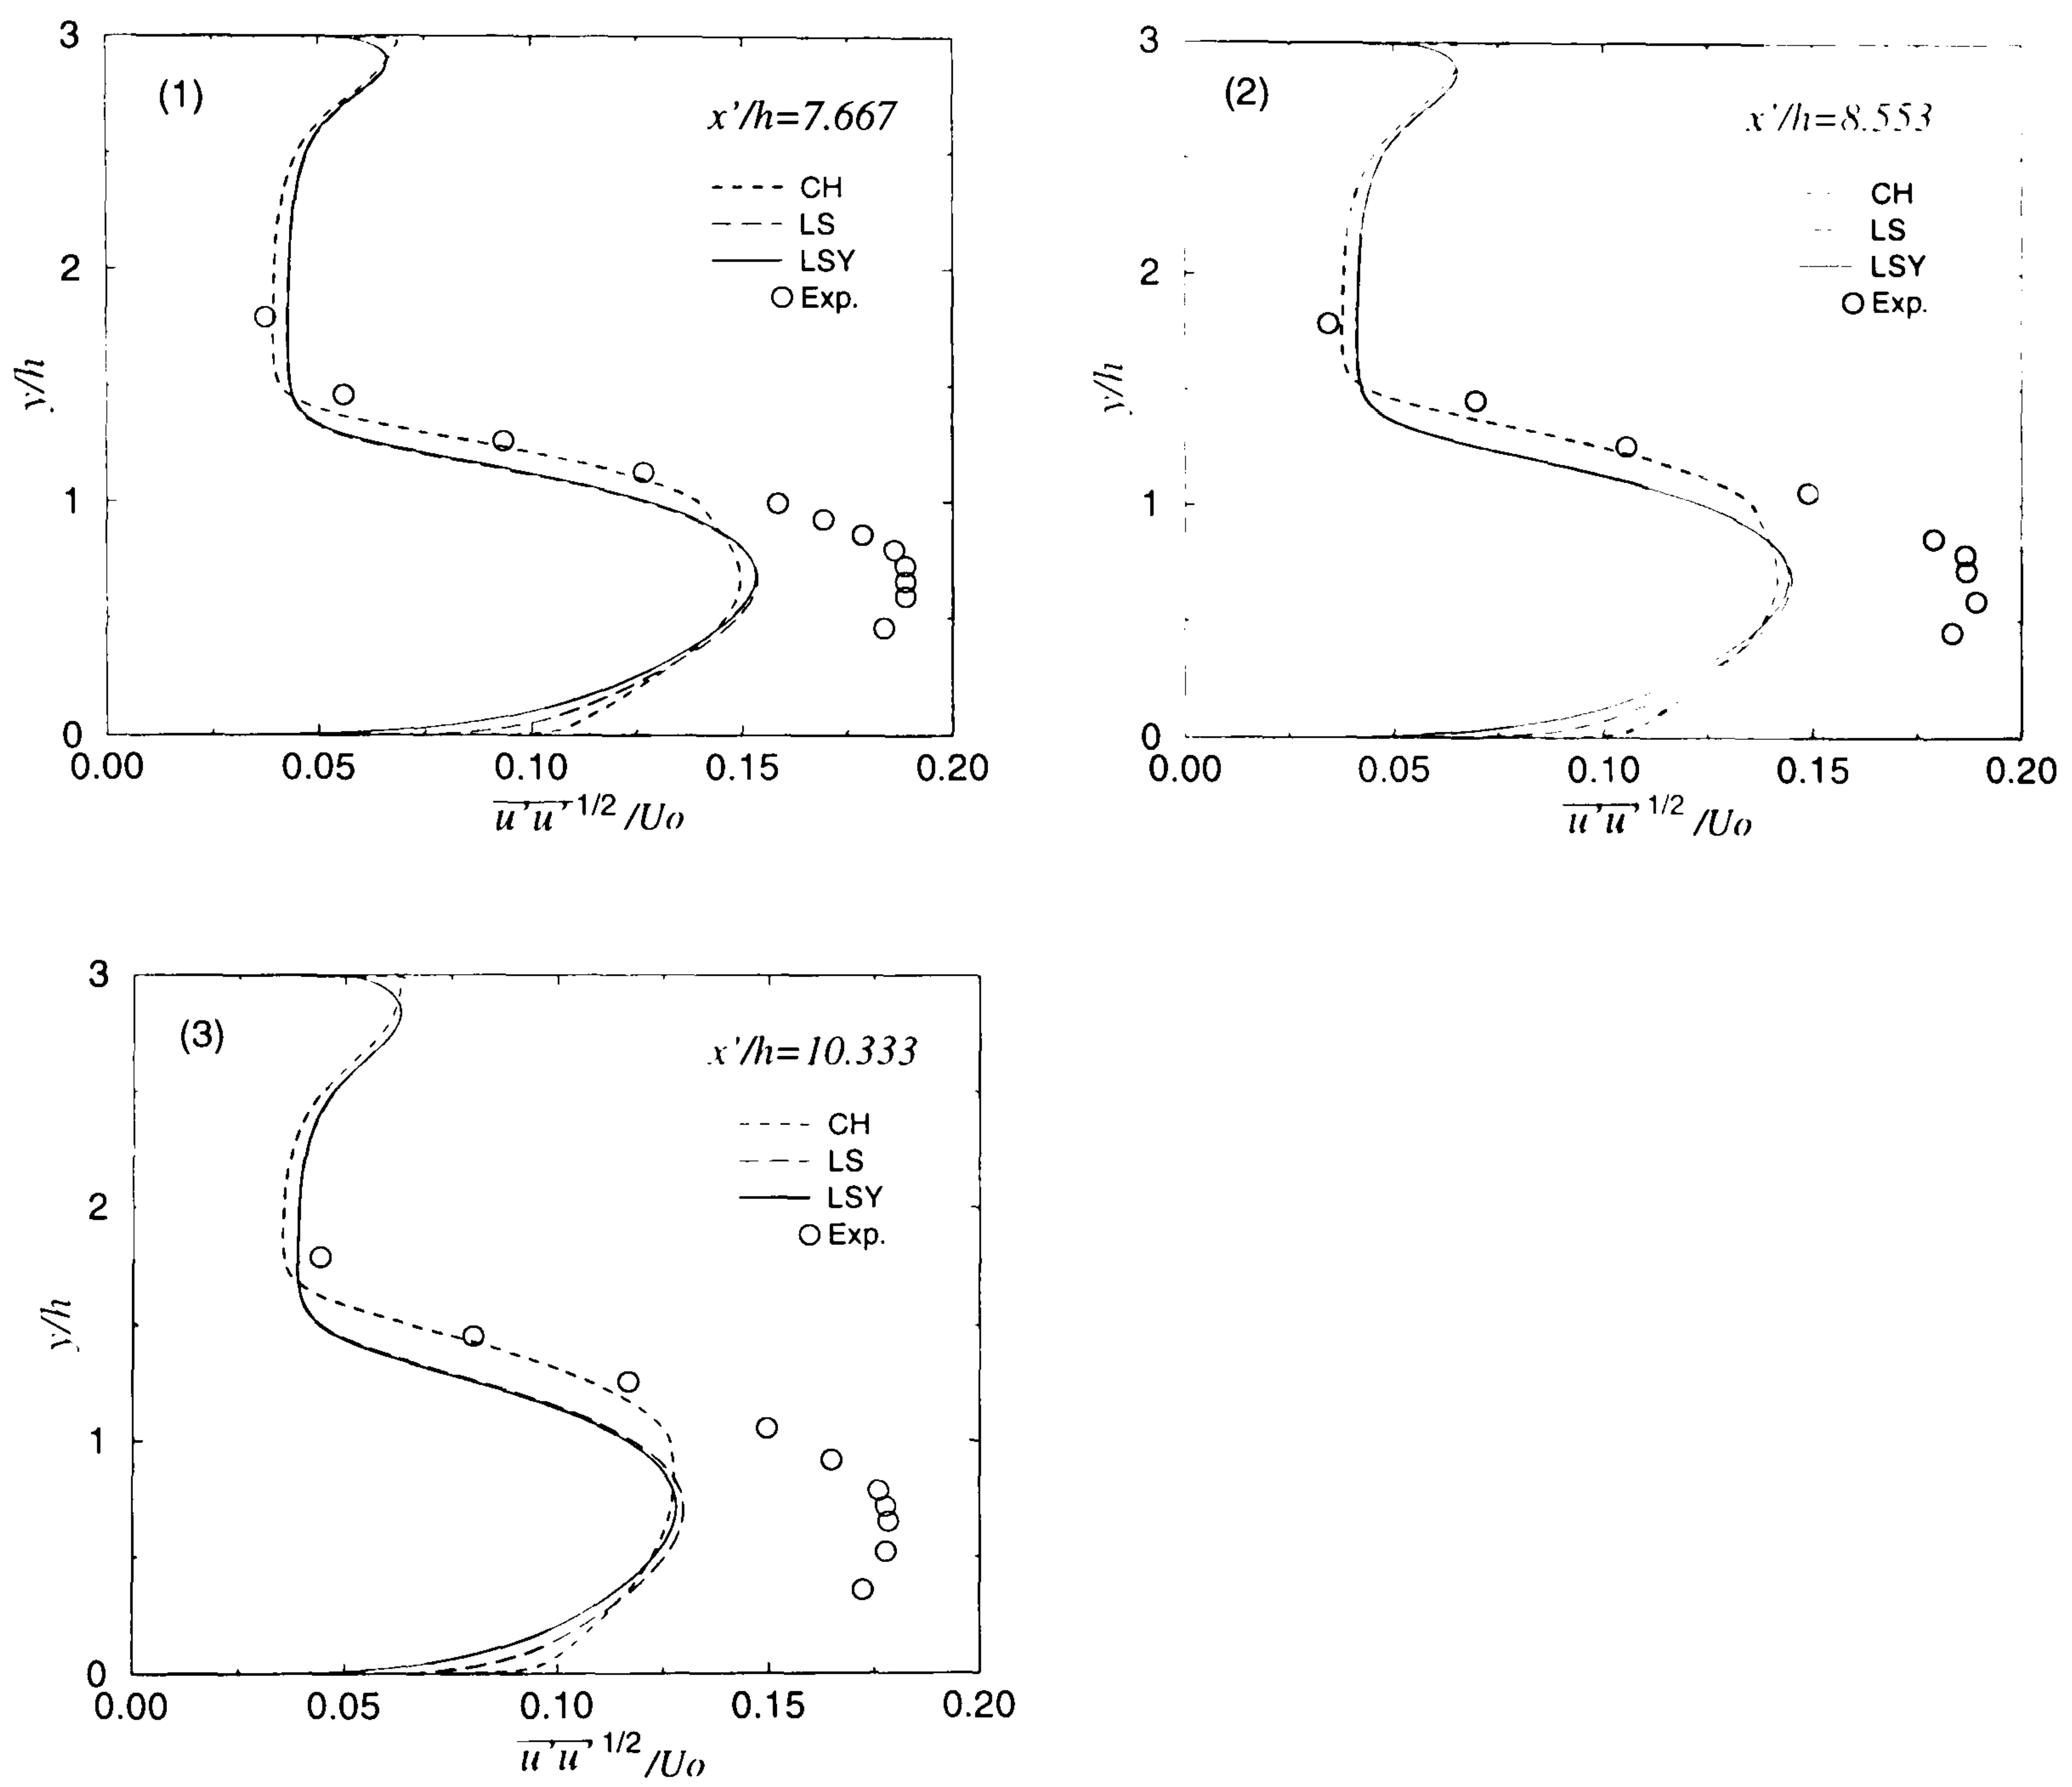 (1)
x'/h=7.667
CH
LS
LSY
Exp.
3
2
1
0
y/h
0.00 0.05 0.10 0.15 0.20
u'u' 1/2 /Uo
(2)
x'/h=8.553
CH
LS
LSY
Exp.
3
2
1
0
y/h
0.00 0.05 0.10 0.15 0.20
u'u' 1/2 /Uo
(3)
x'/h=10.333
CH
LS
LSY
Exp.
3
2
1
0
y/h
0.00 0.05 0.10 0.15 0.20
u'u' 1/2 /Uo